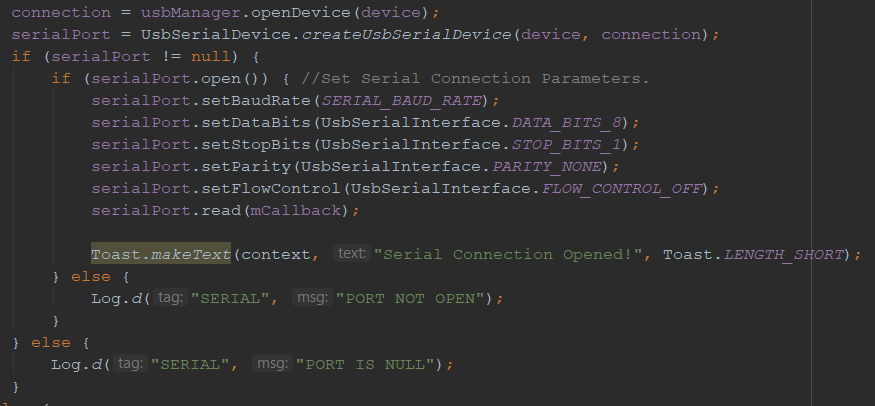 connection = usbManager.openDevice(device);
serialPort = UsbSerialDevice.createUsbSerialDevice(device, connection);
if (serialPort != null) {
    if (serialPort.open()) { //Set Serial Connection Parameters.
        serialPort.setBaudRate(SERIAL_BAUD_RATE);
        serialPort.setDataBits(UsbSerialInterface.DATA_BITS_8);
        serialPort.setStopBits(UsbSerialInterface.STOP_BITS_1);
        serialPort.setParity(UsbSerialInterface.PARITY_NONE);
        serialPort.setFlowControl(UsbSerialInterface.FLOW_CONTROL_OFF);
        serialPort.read(mCallback);
        Toast.makeText(context, text: "Serial Connection Opened!", Toast.LENGTH_SHORT);
    } else {
        Log.d(tag: "SERIAL", msg: "PORT NOT OPEN");
    }
} else {
    Log.d(tag: "SERIAL", msg: "PORT IS NULL");
}